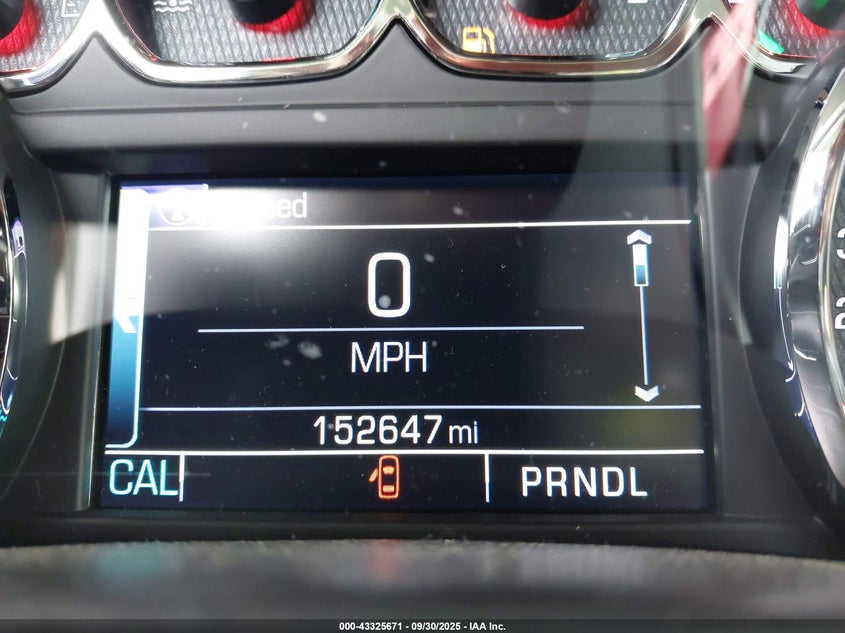 E
0
MPH
152647 mi
CAL
PRNDL
000-43325671 - 09/30/2025 - IAA Inc.